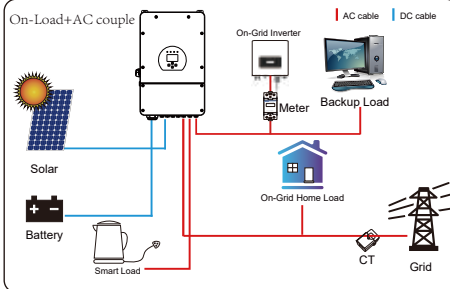 On-Load+AC couple
AC cable
DC cable
On-Grid Inverter
Meter
Backup Load
Solar
On-Grid Home Load
Battery
Smart Load
CT
Grid